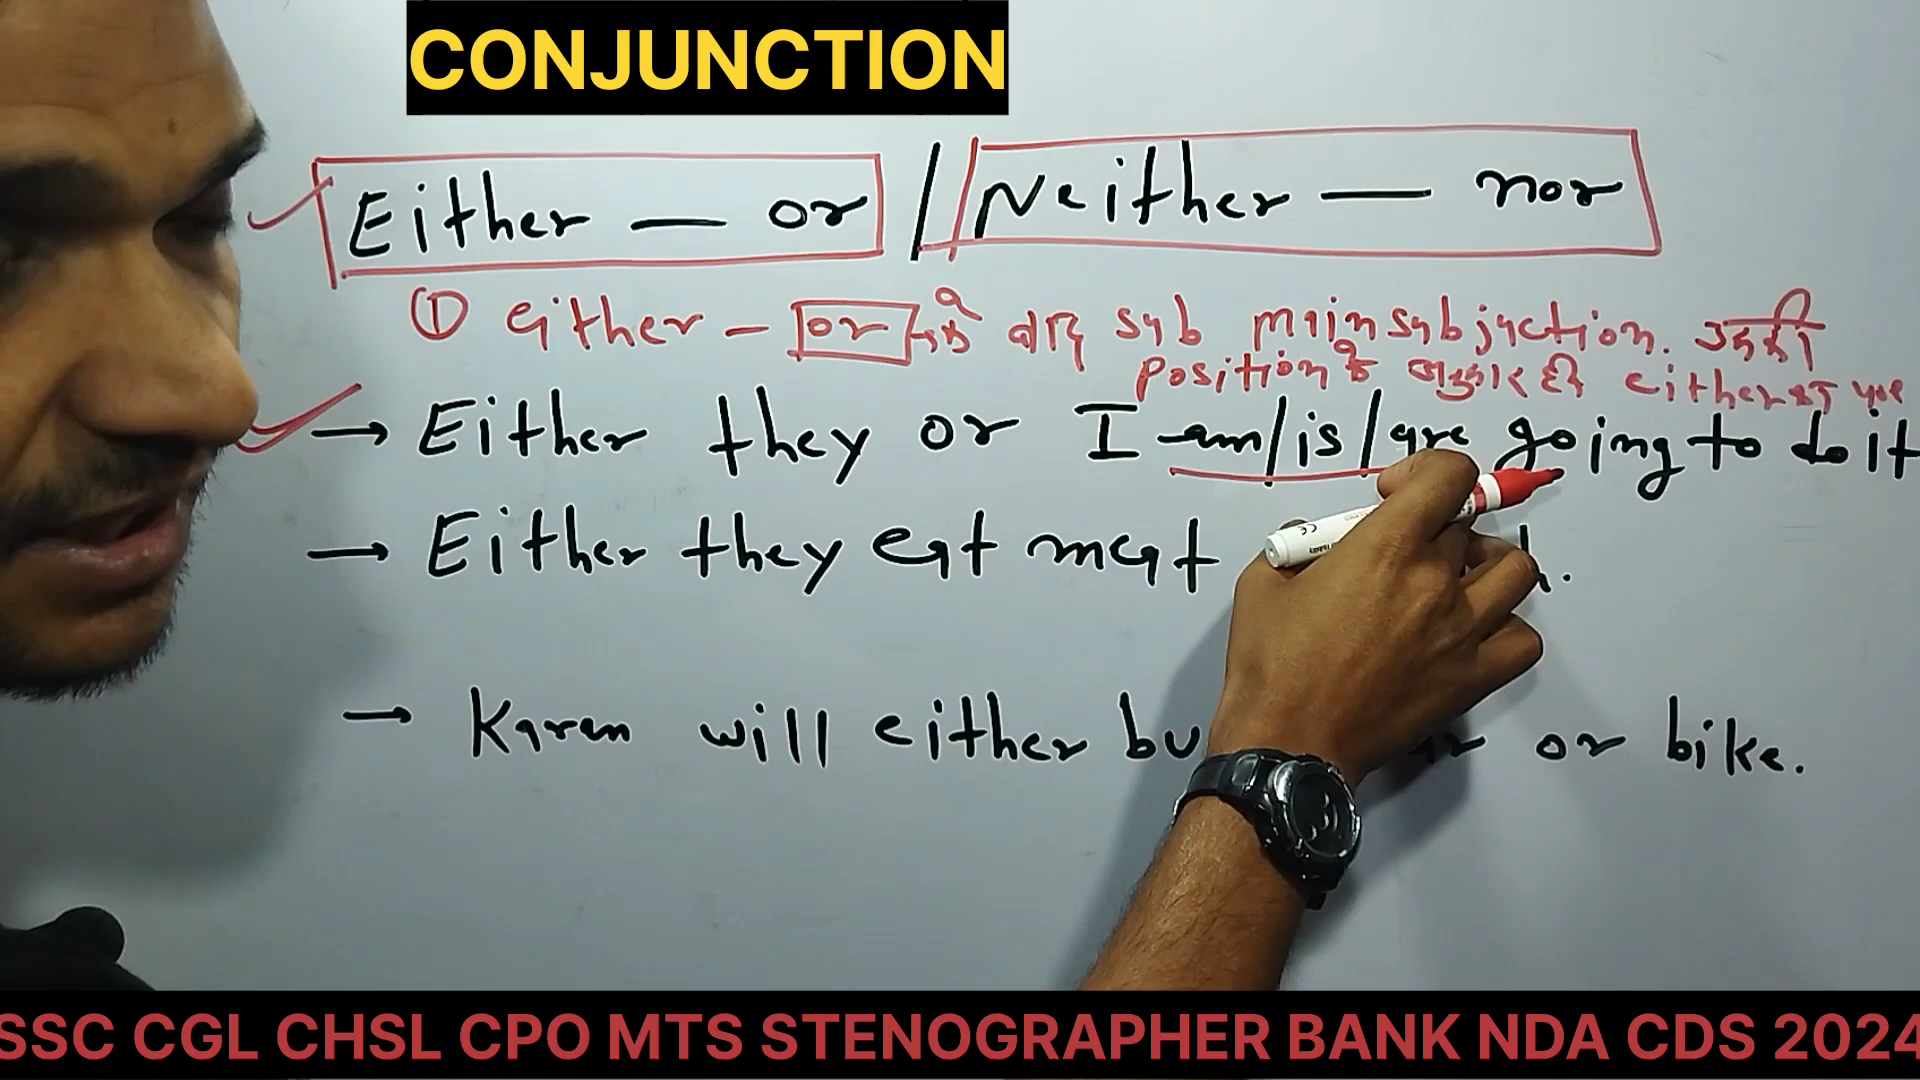 CONJUNCTION
Either — or / Neither — nor
① either - or के बाद sub main subjuction. उसकी
position के अनुसार ही either का use
→ Either they or I am/is/are going to do it
→ Either they eat meat
→ Karen will either bu or bike.
SSC CGL CHSL CPO MTS STENOGRAPHER BANK NDA CDS 2024